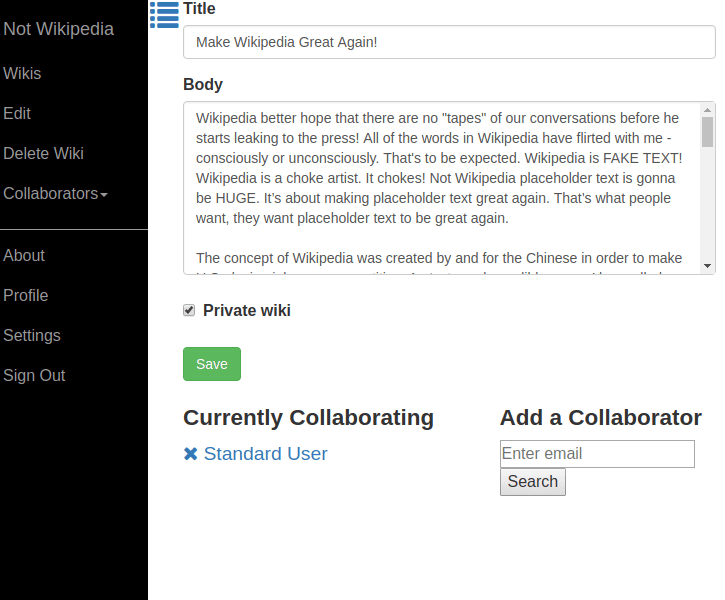 Not Wikipedia
Wikis
Edit
Delete Wiki
Collaborators
About
Profile
Settings
Sign Out
Title
Make Wikipedia Great Again!
Body
Wikipedia better hope that there are no "tapes" of our conversations before he
starts leaking to the press! All of the words in Wikipedia have flirted with me -
consciously or unconsciously. That's to be expected. Wikipedia is FAKE TEXT!
Wikipedia is a choke artist. It chokes! Not Wikipedia placeholder text is gonna
be HUGE. It's about making placeholder text great again. That's what people
want, they want placeholder text to be great again.
The concept of Wikipedia was created by and for the Chinese in order to make
Private wiki
Save
Currently Collaborating
Standard User
Add a Collaborator
Enter email
Search